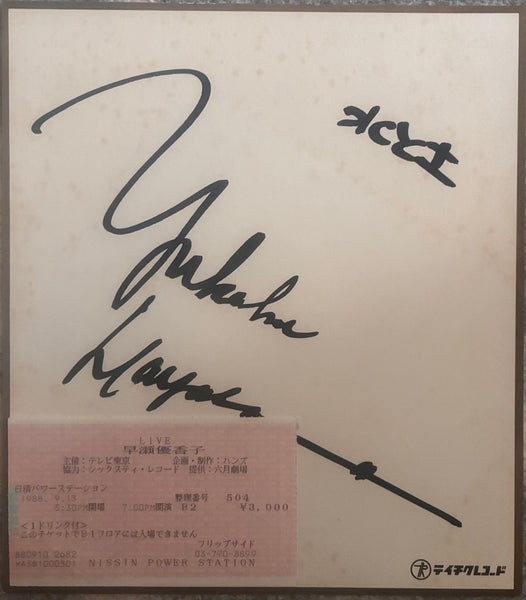 Yukako
Hayase
LIVE
早瀬優香子
主催:テレビ東京 企画・制作:ハンズ
協力:シックスティ・レコード 提供:六月劇場
日清パワーステーション
1988. 9.13 整理番号 504
5:30PM開場 7:00PM開演 B2 ¥3,000
<1ドリンク付>
このチケットでB1フロアには入場できません
フリップサイド
880910 2682 03-790-8899
NISSIN POWER STATION
テイチクレコード